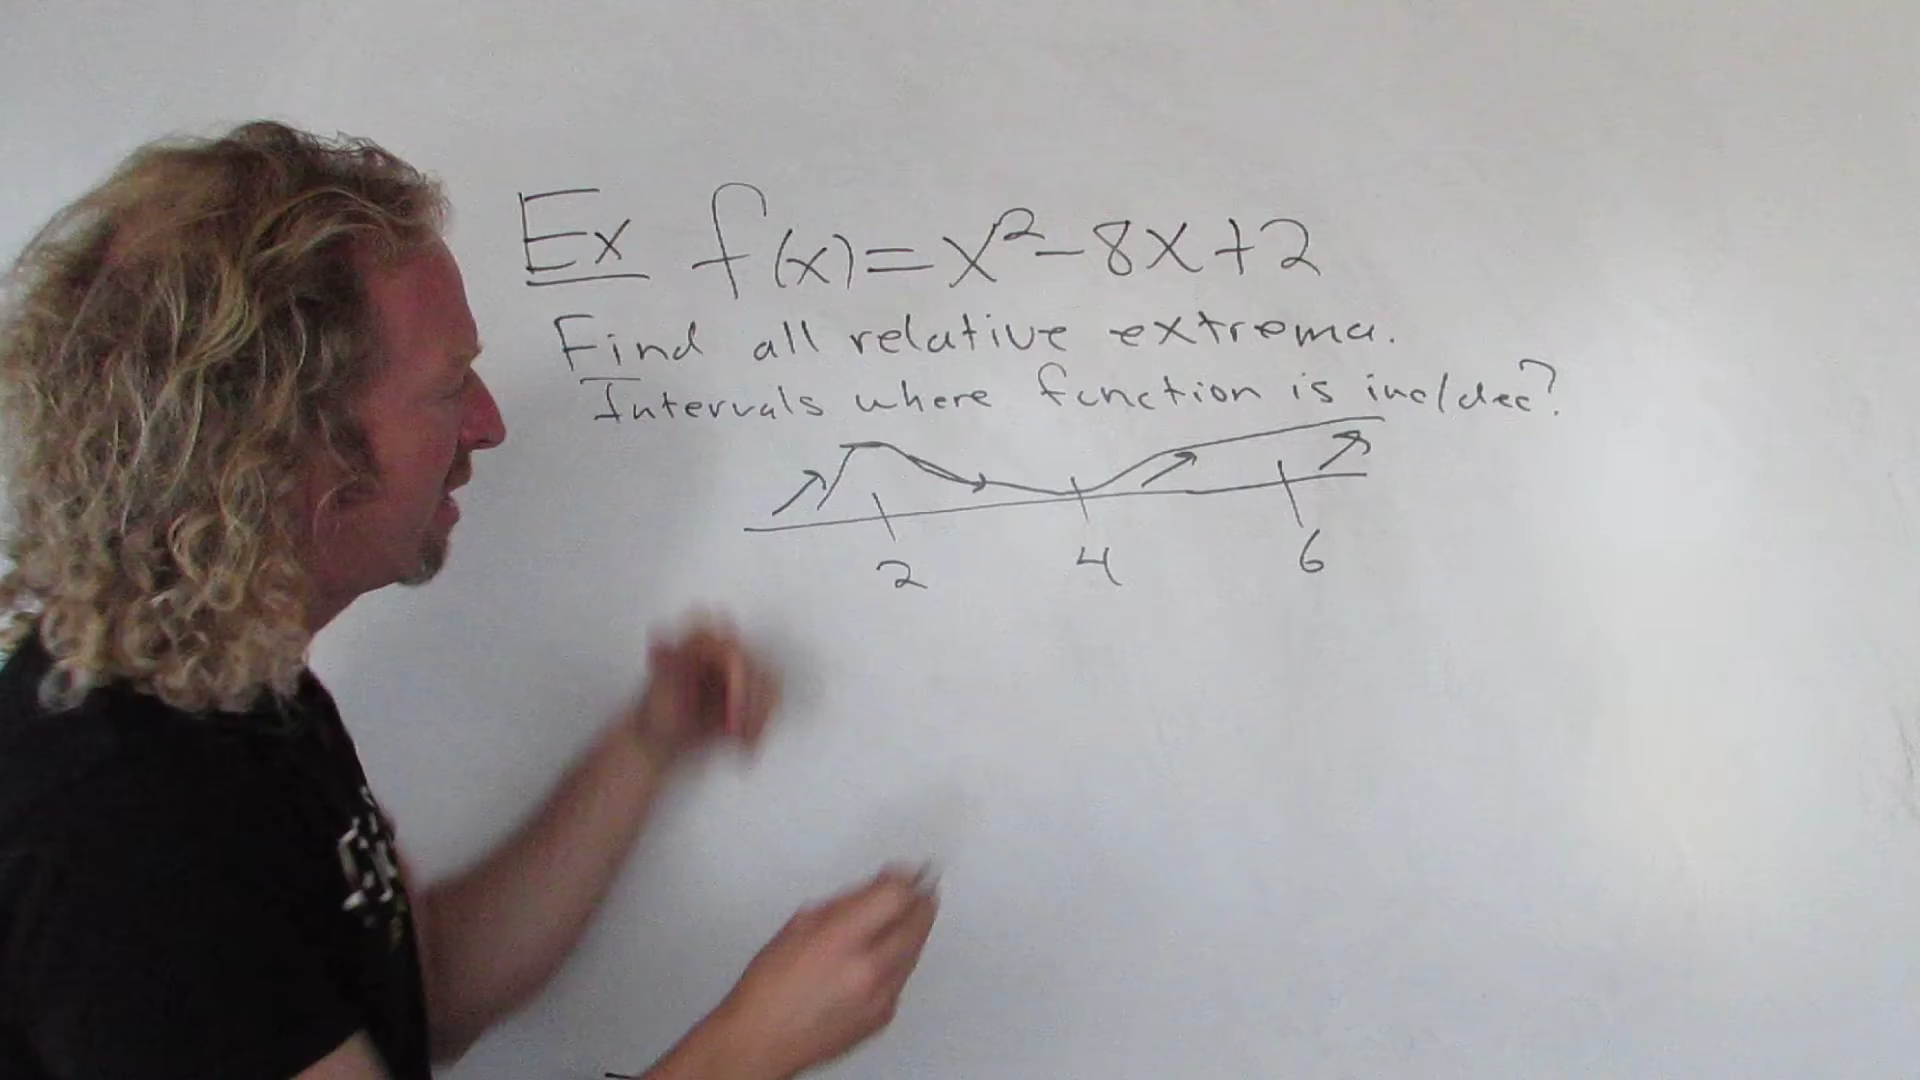 Ex f(x)=x²-8x+2
Find all relative extrema.
Intervals where function is inc/dec?
2 4 6